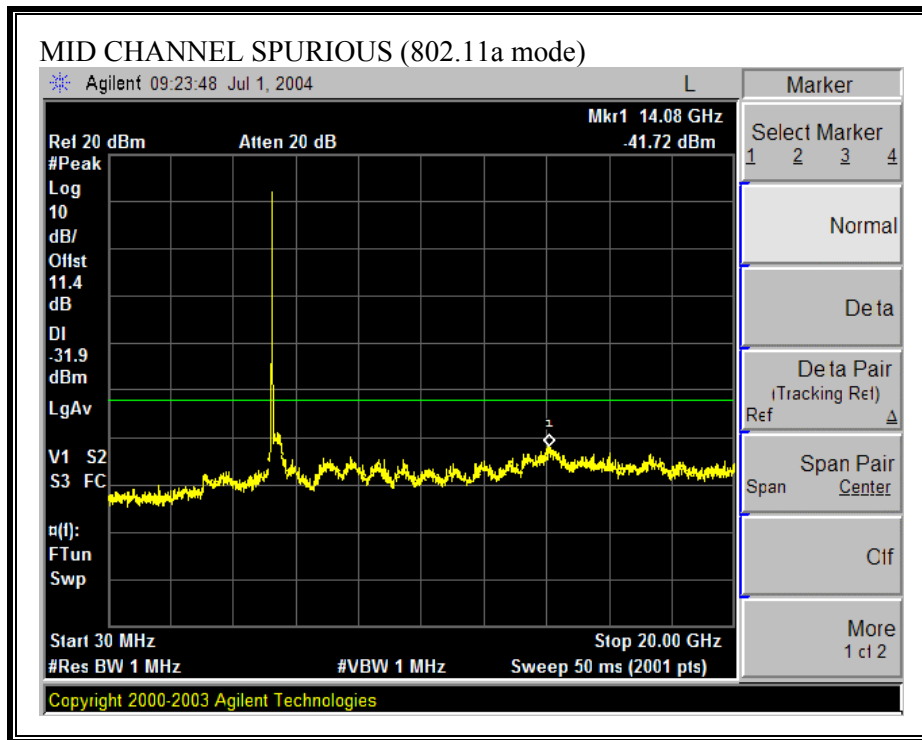 MID CHANNEL SPURIOUS (802.11a mode)
Agilent 09:23:48 Jul 1, 2004 L
Mkr1 14.08 GHz
Ref 20 dBm Atten 20 dB -41.72 dBm
#Peak
Log
10
dB/
Offst
11.4
dB
DI
-31.9
dBm
LgAv
V1 S2
S3 FC
¤(f):
FTun
Swp
1
Start 30 MHz Stop 20.00 GHz
#Res BW 1 MHz #VBW 1 MHz Sweep 50 ms (2001 pts)
Copyright 2000-2003 Agilent Technologies
Marker
Select Marker
1 2 3 4
Normal
Delta
Delta Pair
(Tracking Ref)
Ref Δ
Span Pair
Span Center
Off
More
1 of 2